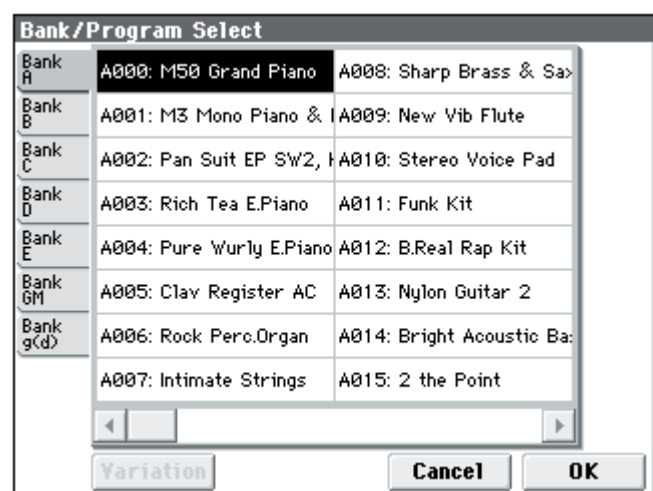 Bank/Program Select
Bank A
Bank B
Bank C
Bank D
Bank E
Bank GM
Bank g(d)
A000: M50 Grand Piano
A001: M3 Mono Piano &
A002: Pan Suit EP SW2,
A003: Rich Tea E.Piano
A004: Pure Wurly E.Piano
A005: Clav Register AC
A006: Rock Perc.Organ
A007: Intimate Strings
A008: Sharp Brass &
A009: New Vib Flute
A010: Stereo Voice Pad
A011: Funk Kit
A012: B.Real Rap Kit
A013: Nylon Guitar 2
A014: Bright Acoustic
A015: 2 the Point
Variation
Cancel
OK